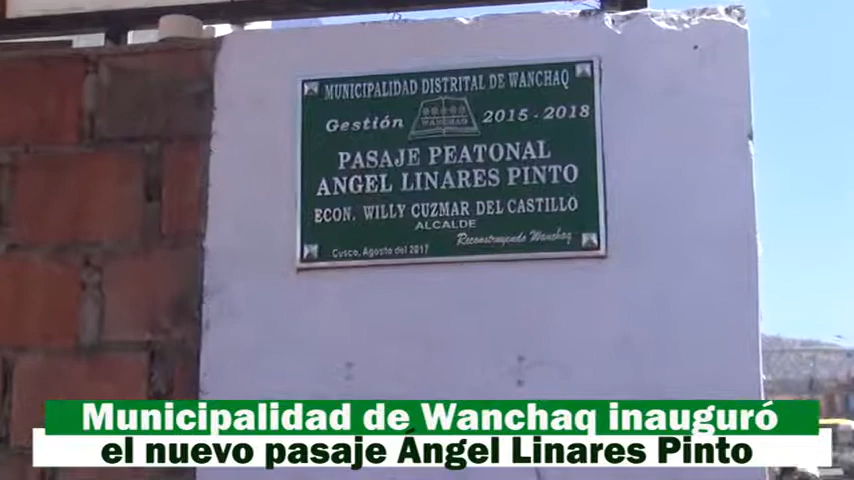 MUNICIPALIDAD DISTRITAL DE WANCHAQ
Gestión WANCHAQ 2015 - 2018
PASAJE PEATONAL
ANGEL LINARES PINTO
ECON. WILLY CUZMAR DEL CASTILLO
ALCALDE
Cusco, Agosto del 2017 Reconstruyendo Wanchaq
Municipalidad de Wanchaq inauguró
el nuevo pasaje Ángel Linares Pinto